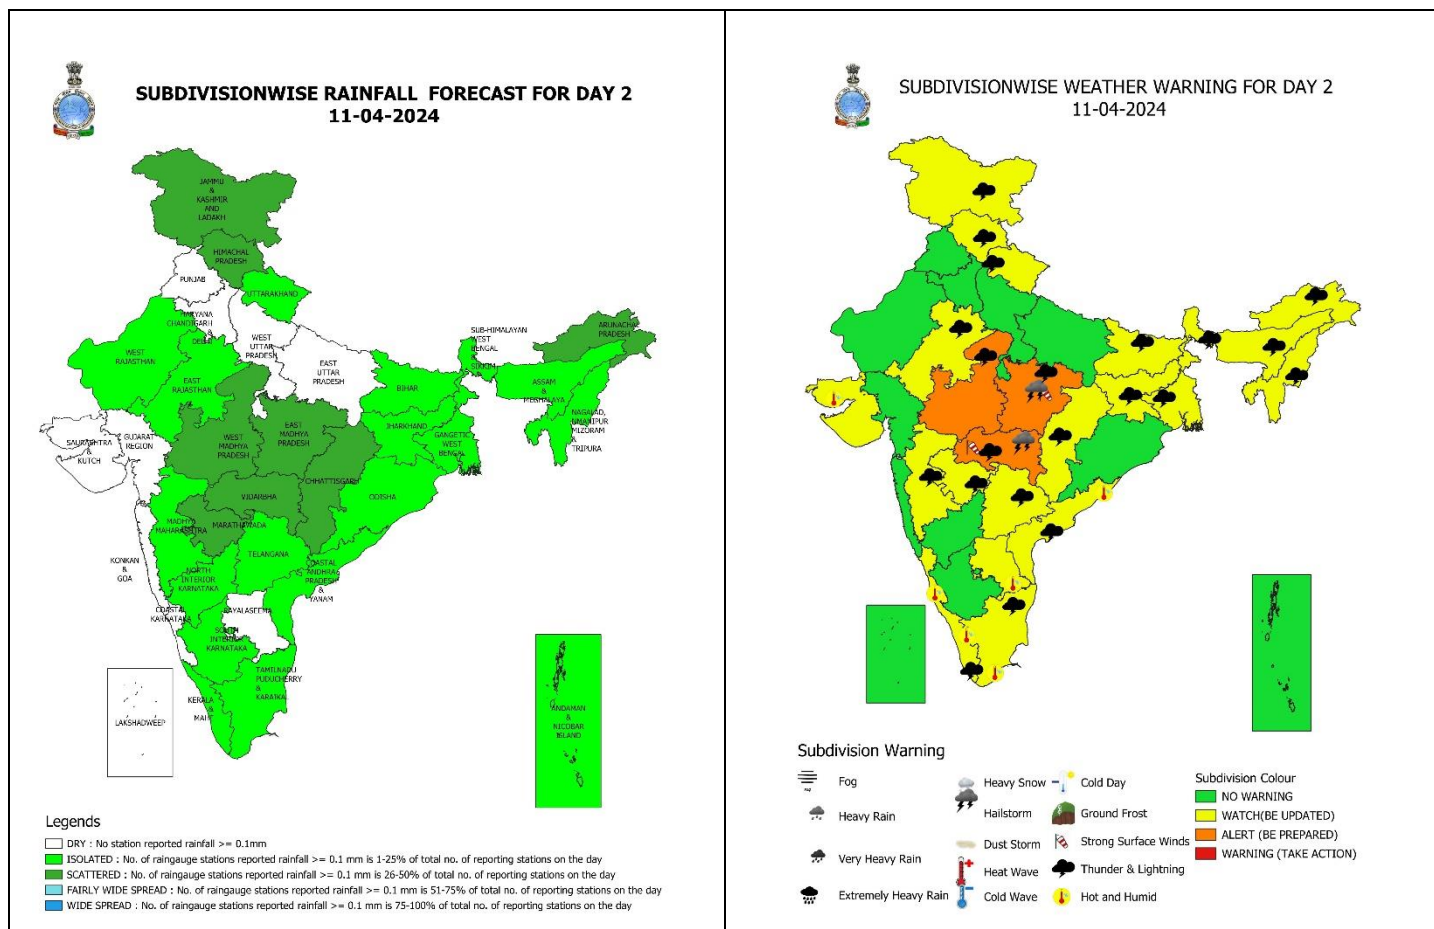 SUBDIVISIONWISE RAINFALL FORECAST FOR DAY 2
11-04-2024
JAMMU
&
KASHMIR
AND
LADAKH
HIMACHAL
PRADESH
PUNJAB
UTTARAKHAND
HARYANA
CHANDIGARH
&
DELHI
WEST
UTTAR
PRADESH
EAST
UTTAR
PRADESH
WEST
RAJASTHAN
EAST
RAJASTHAN
SUB-HIMALAYAN
WEST
BENGAL
&
SIKKIM
ARUNACHAL
PRADESH
BIHAR
ASSAM
&
MEGHALAYA
NAGALAD,
MANIPUR
MIZORAM
&
TRIPURA
JHARKHAND
GANGETIC
WEST
BENGAL
SAURASHTRA
&
KUTCH
GUJARAT
REGION
WEST
MADHYA
PRADESH
EAST
MADHYA
PRADESH
CHHATTISGARH
ODISHA
VIDARBHA
MADHYA
MAHARASHTRA
MARATHAWADA
TELANGANA
KONKAN
&
GOA
NORTH
INTERIOR
KARNATAKA
COASTAL
ANDHRA
PRADESH
&
YANAM
COASTAL
KARNATAKA
RAYALASEEMA
SOUTH
INTERIOR
KARNATAKA
TAMILNADU
PUDUCHERRY
&
KARAIKAL
KERALA
&
MAHE
LAKSHADWEEP
ANDAMAN
&
NICOBAR
ISLAND
Legends
DRY : No station reported rainfall >= 0.1mm
ISOLATED : No. of raingauge stations reported rainfall >= 0.1 mm is 1-25% of total no. of reporting stations on the day
SCATTERED : No. of raingauge stations reported rainfall >= 0.1 mm is 26-50% of total no. of reporting stations on the day
FAIRLY WIDE SPREAD : No. of raingauge stations reported rainfall >= 0.1 mm is 51-75% of total no. of reporting stations on the day
WIDE SPREAD : No. of raingauge stations reported rainfall >= 0.1 mm is 75-100% of total no. of reporting stations on the day
SUBDIVISIONWISE WEATHER WARNING FOR DAY 2
11-04-2024
Subdivision Warning
Fog
Heavy Rain
Very Heavy Rain
Extremely Heavy Rain
Heavy Snow
Hailstorm
Dust Storm
Heat Wave
Cold Wave
Cold Day
Ground Frost
Strong Surface Winds
Thunder & Lightning
Hot and Humid
Subdivision Colour
NO WARNING
WATCH(BE UPDATED)
ALERT (BE PREPARED)
WARNING (TAKE ACTION)